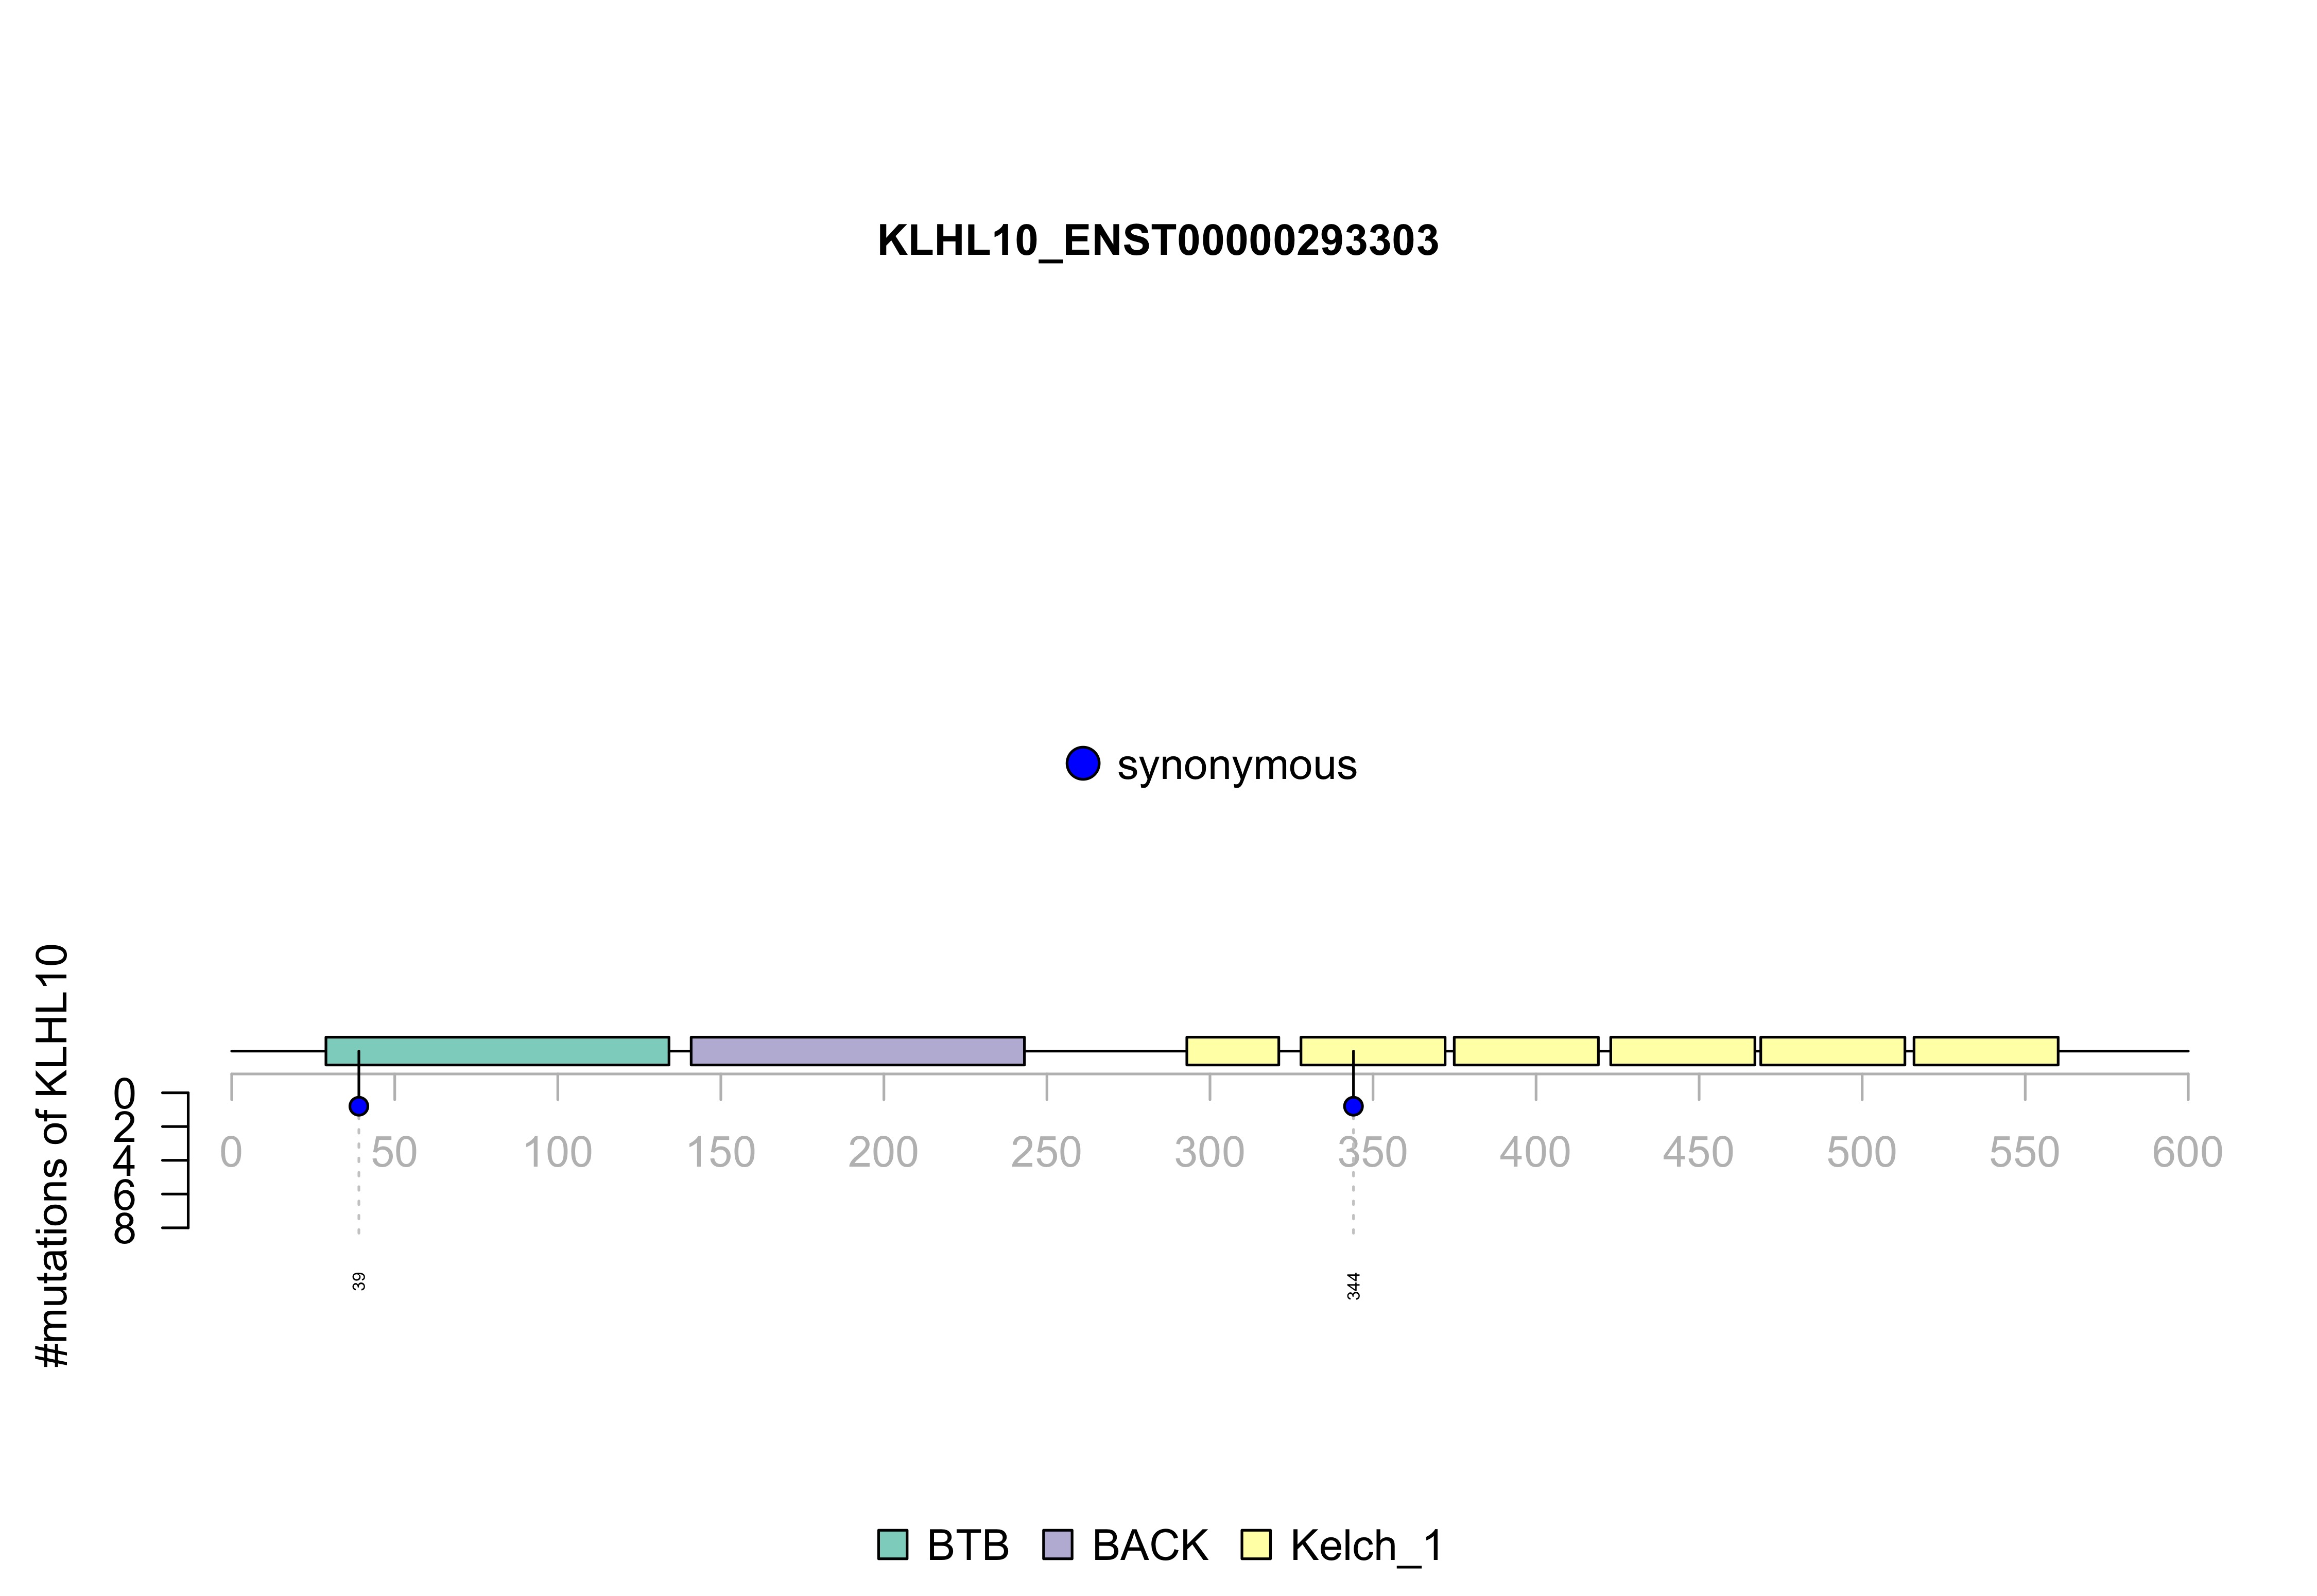 KLHL10_ENST00000293303
synonymous
#mutations of KLHL10
0
2
4
6
8
0 50 100 150 200 250 300 350 400 450 500 550 600
39 344
BTB BACK Kelch_1